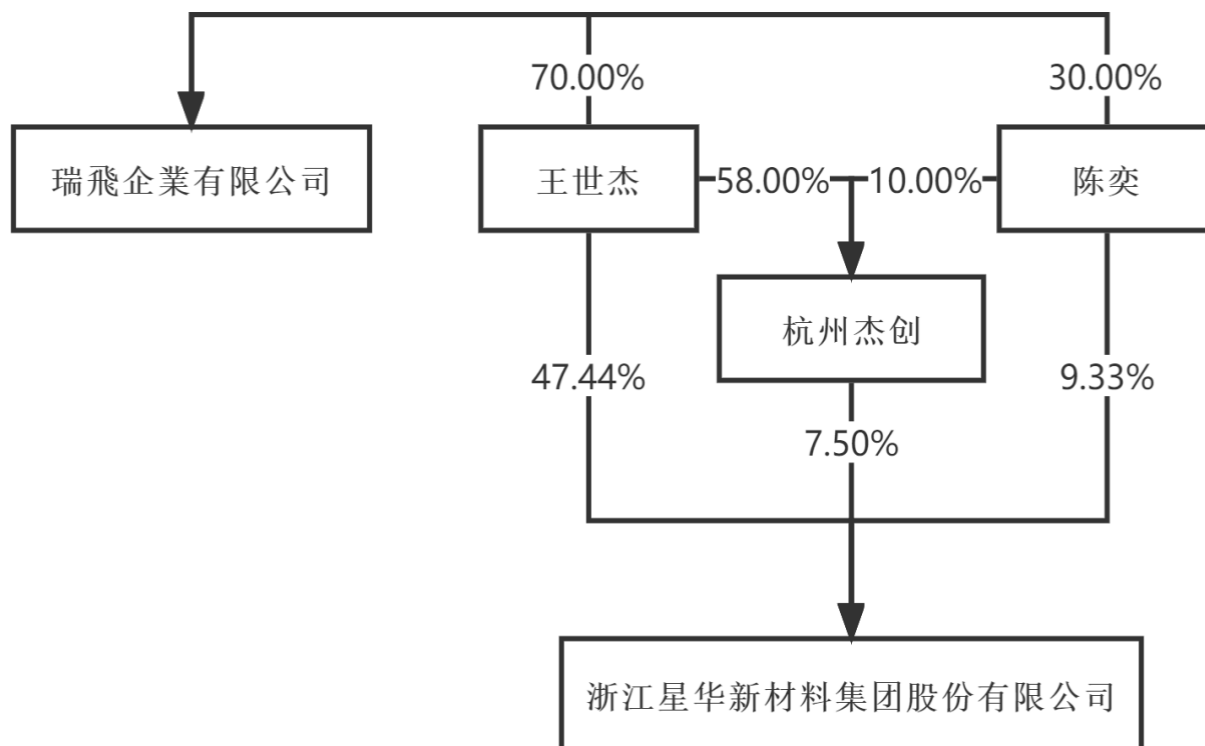 70.00%
30.00%
瑞飛企業有限公司
王世杰
58.00%
10.00%
陈奕
杭州杰创
47.44%
9.33%
7.50%
浙江星华新材料集团股份有限公司